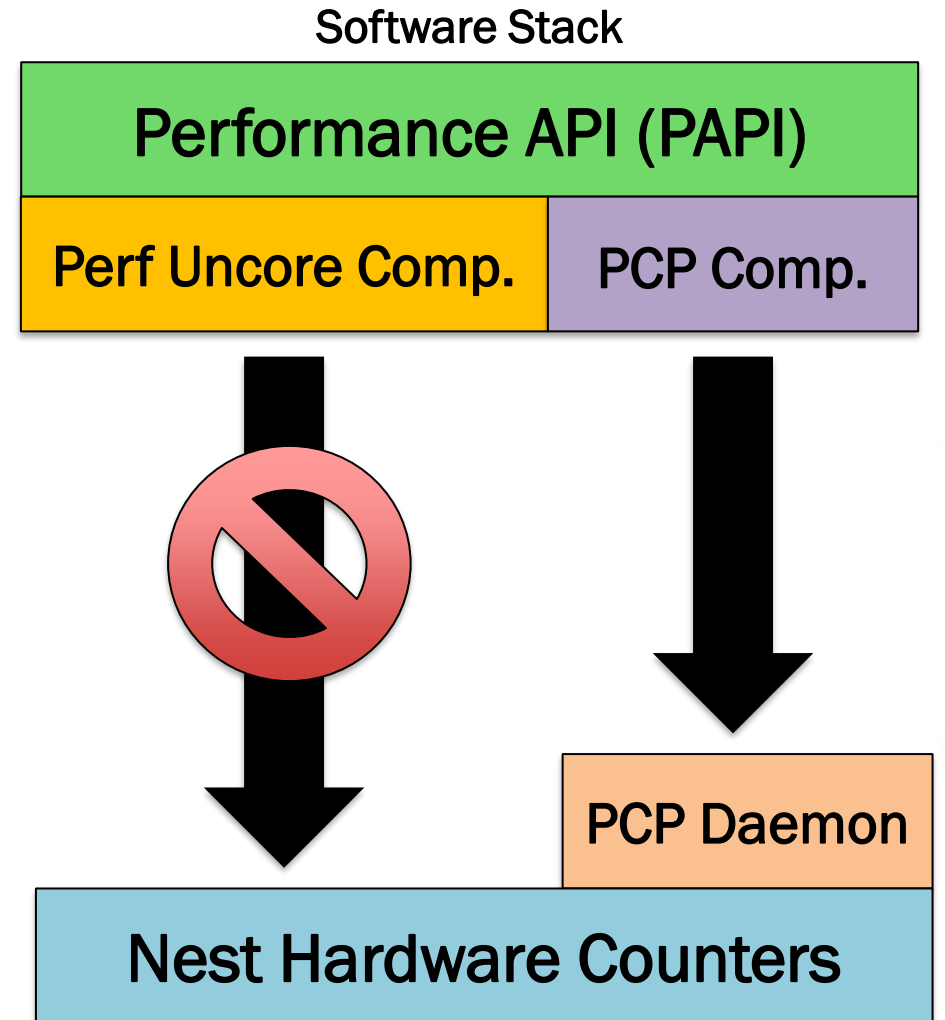 Software Stack
Performance API (PAPI)
Perf Uncore Comp.
PCP Comp.
PCP Daemon
Nest Hardware Counters